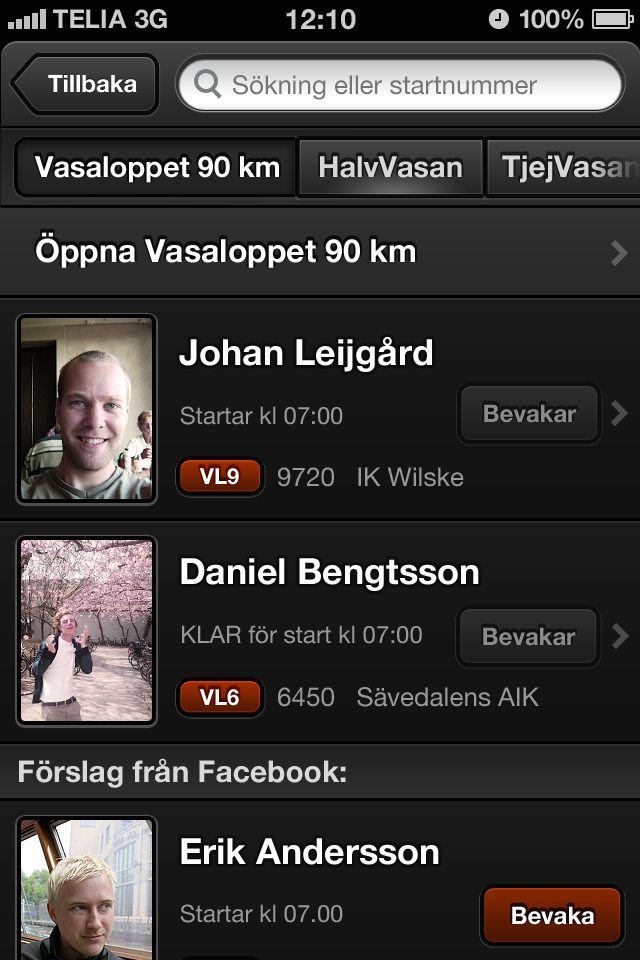 TELIA 3G 12:10 100%
Tillbaka Sökning eller startnummer
Vasaloppet 90 km HalvVasan TjejVasan
Öppna Vasaloppet 90 km
Johan Leijgård
Startar kl 07:00 Bevakar
VL9 9720 IK Wilske
Daniel Bengtsson
KLAR för start kl 07:00 Bevakar
VL6 6450 Sävedalens AIK
Förslag från Facebook:
Erik Andersson
Startar kl 07.00 Bevaka